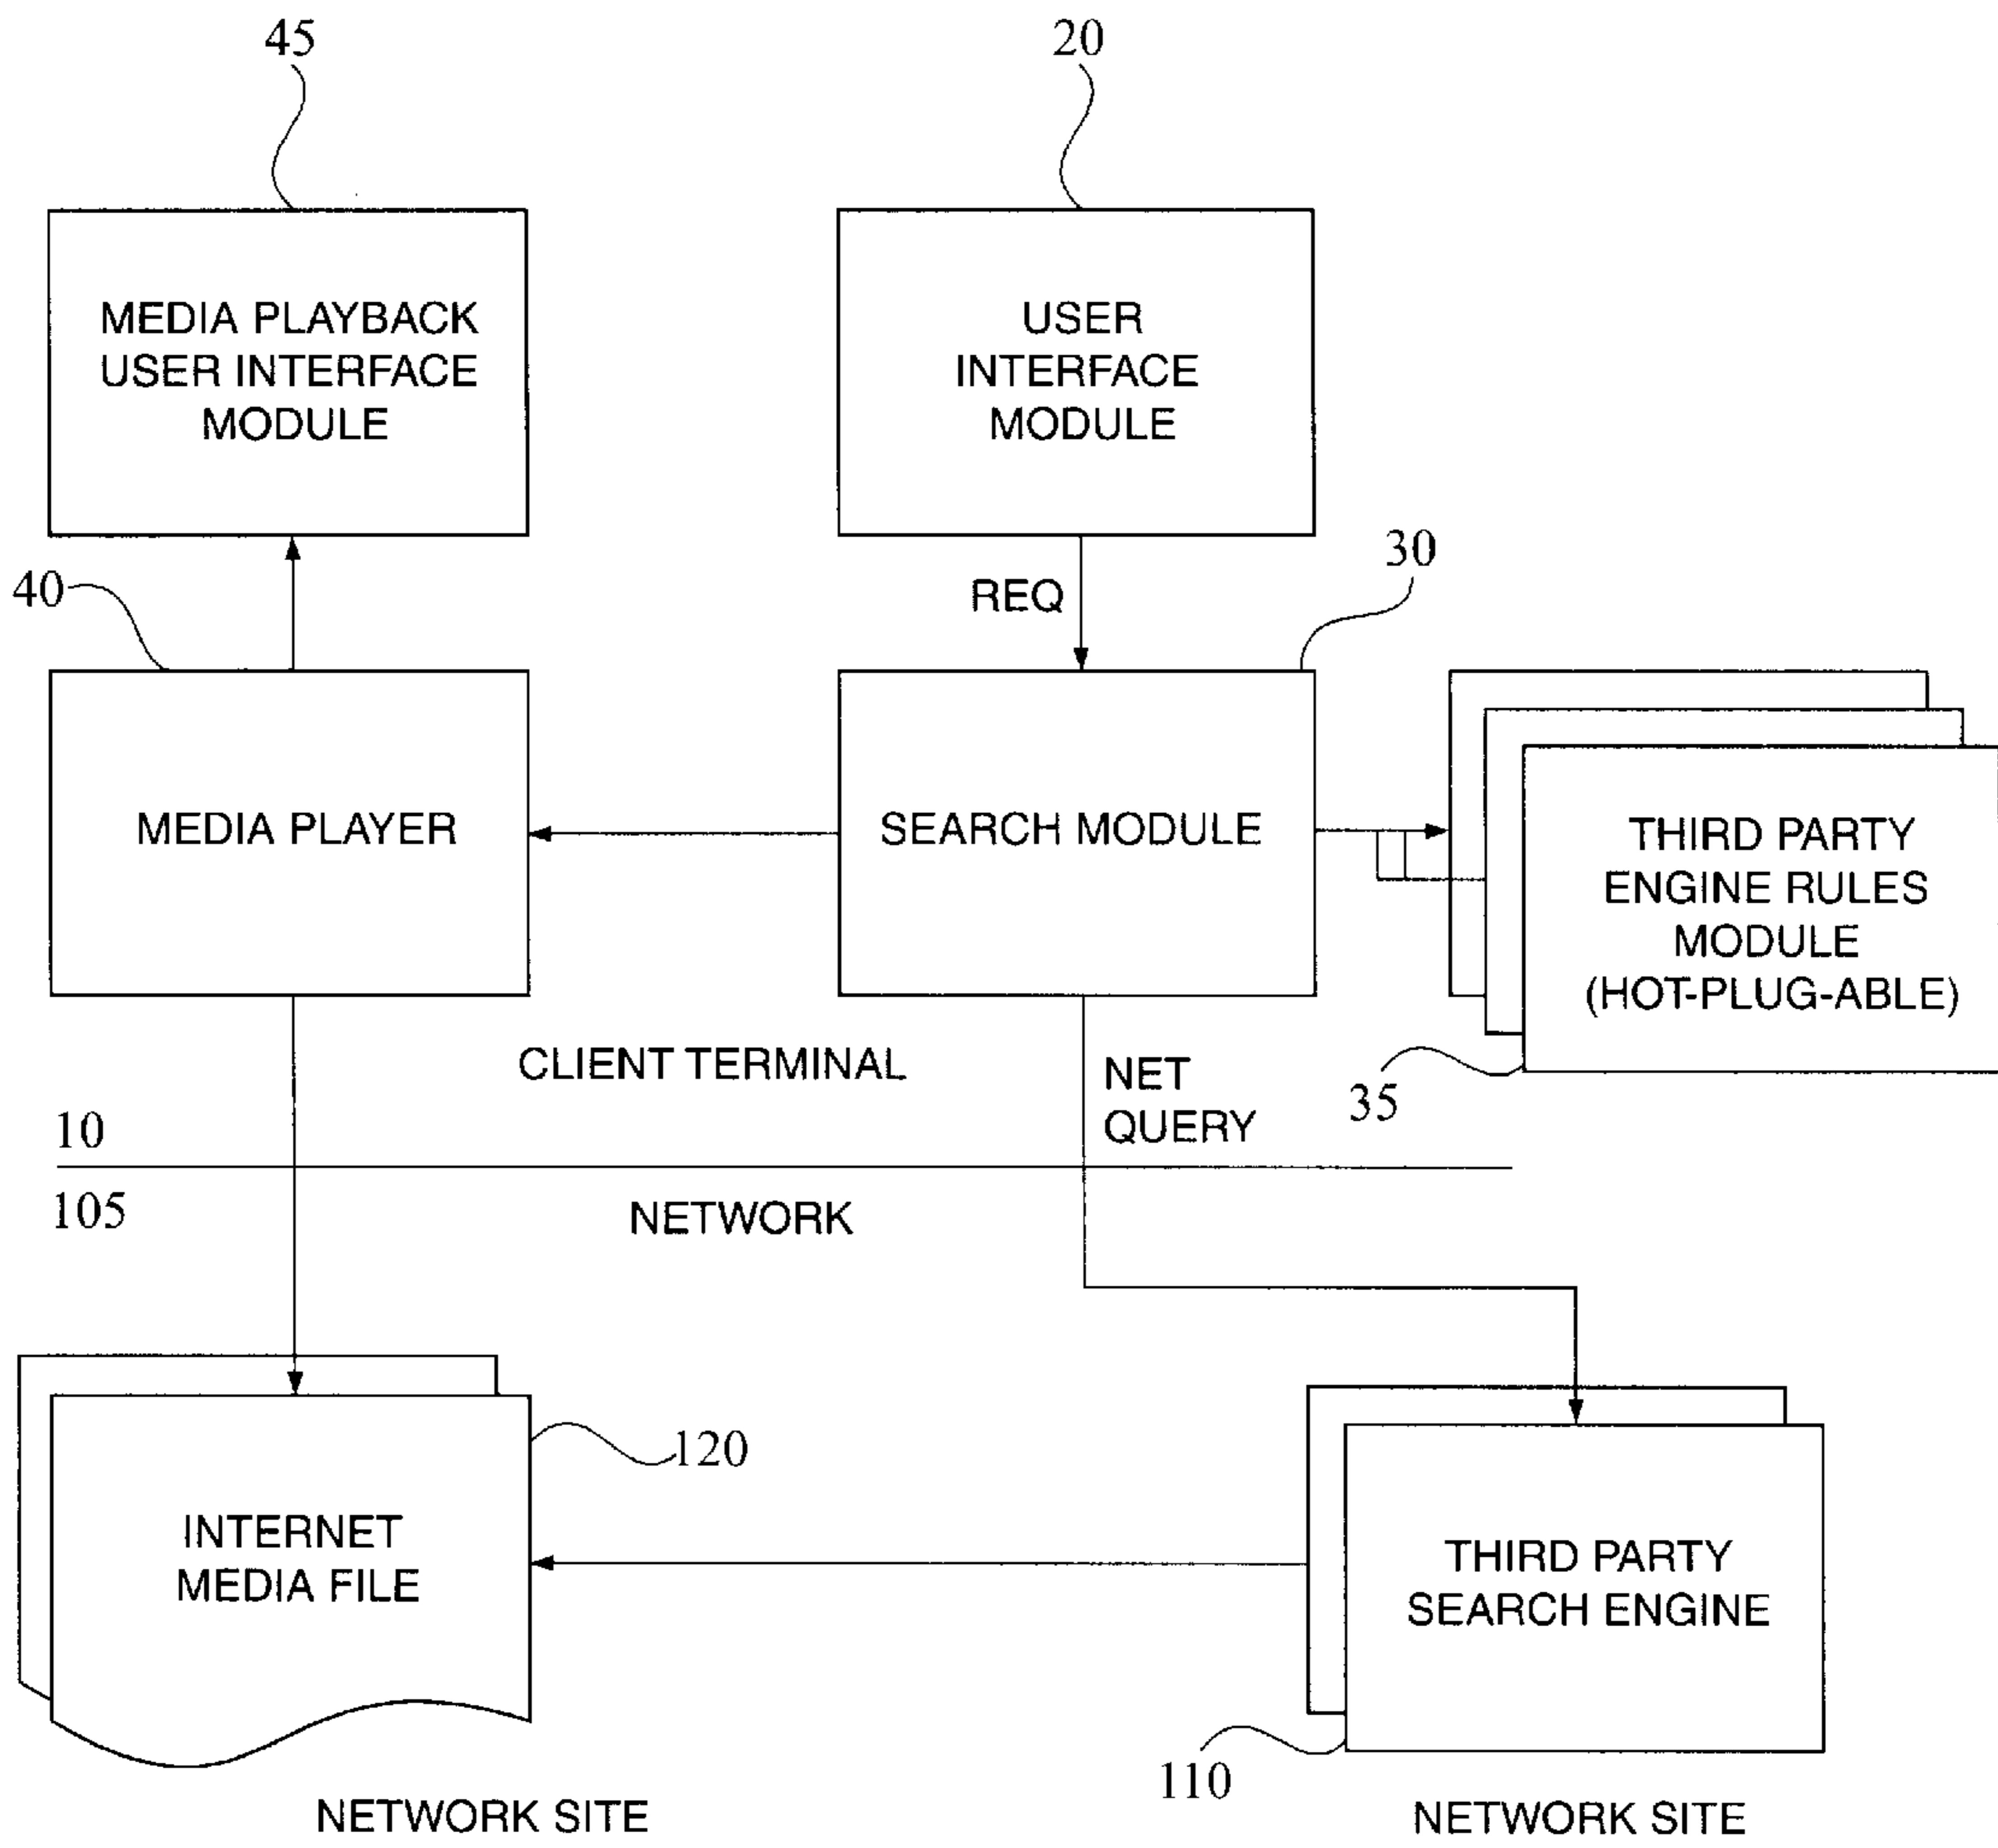 45
20
MEDIA PLAYBACK
USER INTERFACE
MODULE
USER
INTERFACE
MODULE
40
REQ
30
MEDIA PLAYER
SEARCH MODULE
THIRD PARTY
ENGINE RULES
MODULE
(HOT-PLUG-ABLE)
35
CLIENT TERMINAL
NET
QUERY
10
105
NETWORK
120
INTERNET
MEDIA FILE
THIRD PARTY
SEARCH ENGINE
110
NETWORK SITE
NETWORK SITE